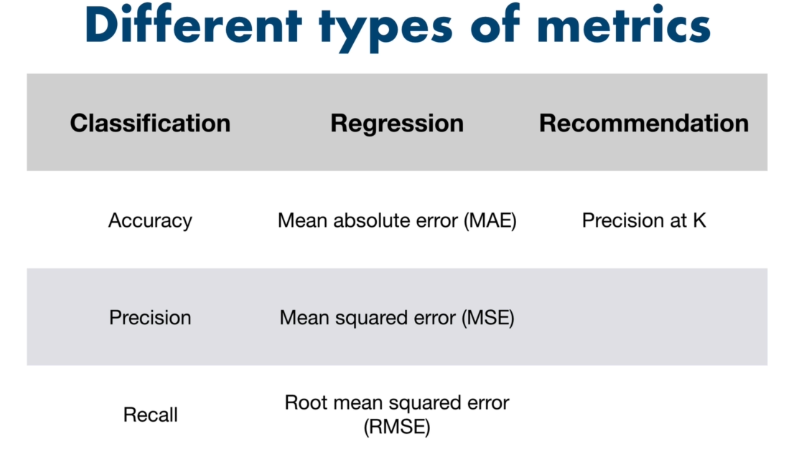 Different types of metrics
Classification Regression Recommendation
Accuracy Mean absolute error (MAE) Precision at K
Precision Mean squared error (MSE)
Recall Root mean squared error
(RMSE)